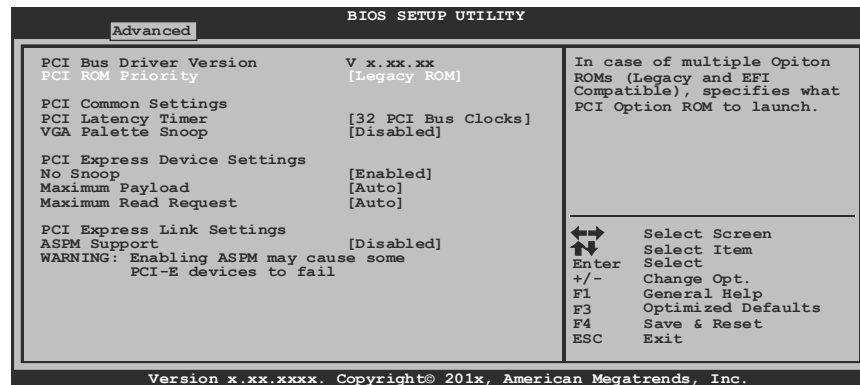 BIOS SETUP UTILITY
Advanced
PCI Bus Driver Version V x.xx.xx
PCI ROM Priority [Legacy ROM]
PCI Common Settings
PCI Latency Timer [32 PCI Bus Clocks]
VGA Palette Snoop [Disabled]
PCI Express Device Settings
No Snoop [Enabled]
Maximum Payload [Auto]
Maximum Read Request [Auto]
PCI Express Link Settings
ASPM Support [Disabled]
WARNING: Enabling ASPM may cause some
PCI-E devices to fail
In case of multiple Opiton
ROMs (Legacy and EFI
Compatible), specifies what
PCI Option ROM to launch.
Select Screen
Select Item
Enter Select
+/- Change Opt.
F1 General Help
F3 Optimized Defaults
F4 Save & Reset
ESC Exit
Version x.xx.xxxx. Copyright© 201x, American Megatrends, Inc.